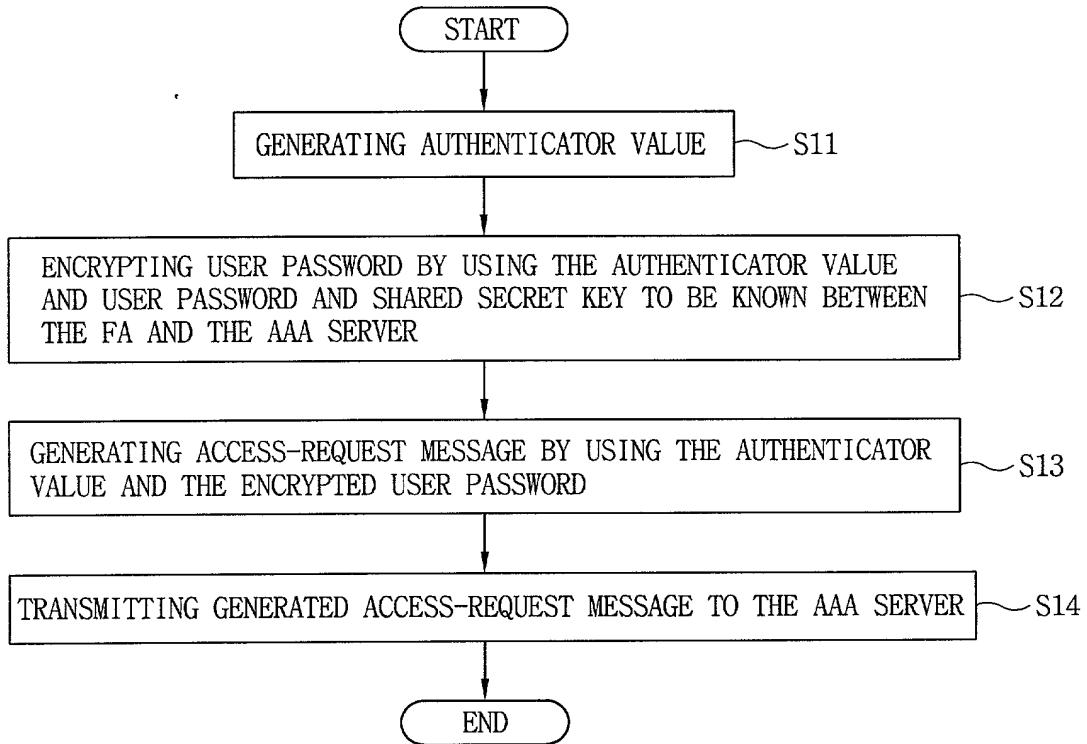 START
GENERATING AUTHENTICATOR VALUE
S11
ENCRYPTING USER PASSWORD BY USING THE AUTHENTICATOR VALUE
AND USER PASSWORD AND SHARED SECRET KEY TO BE KNOWN BETWEEN
THE FA AND THE AAA SERVER
S12
GENERATING ACCESS-REQUEST MESSAGE BY USING THE AUTHENTICATOR
VALUE AND THE ENCRYPTED USER PASSWORD
S13
TRANSMITTING GENERATED ACCESS-REQUEST MESSAGE TO THE AAA SERVER
S14
END